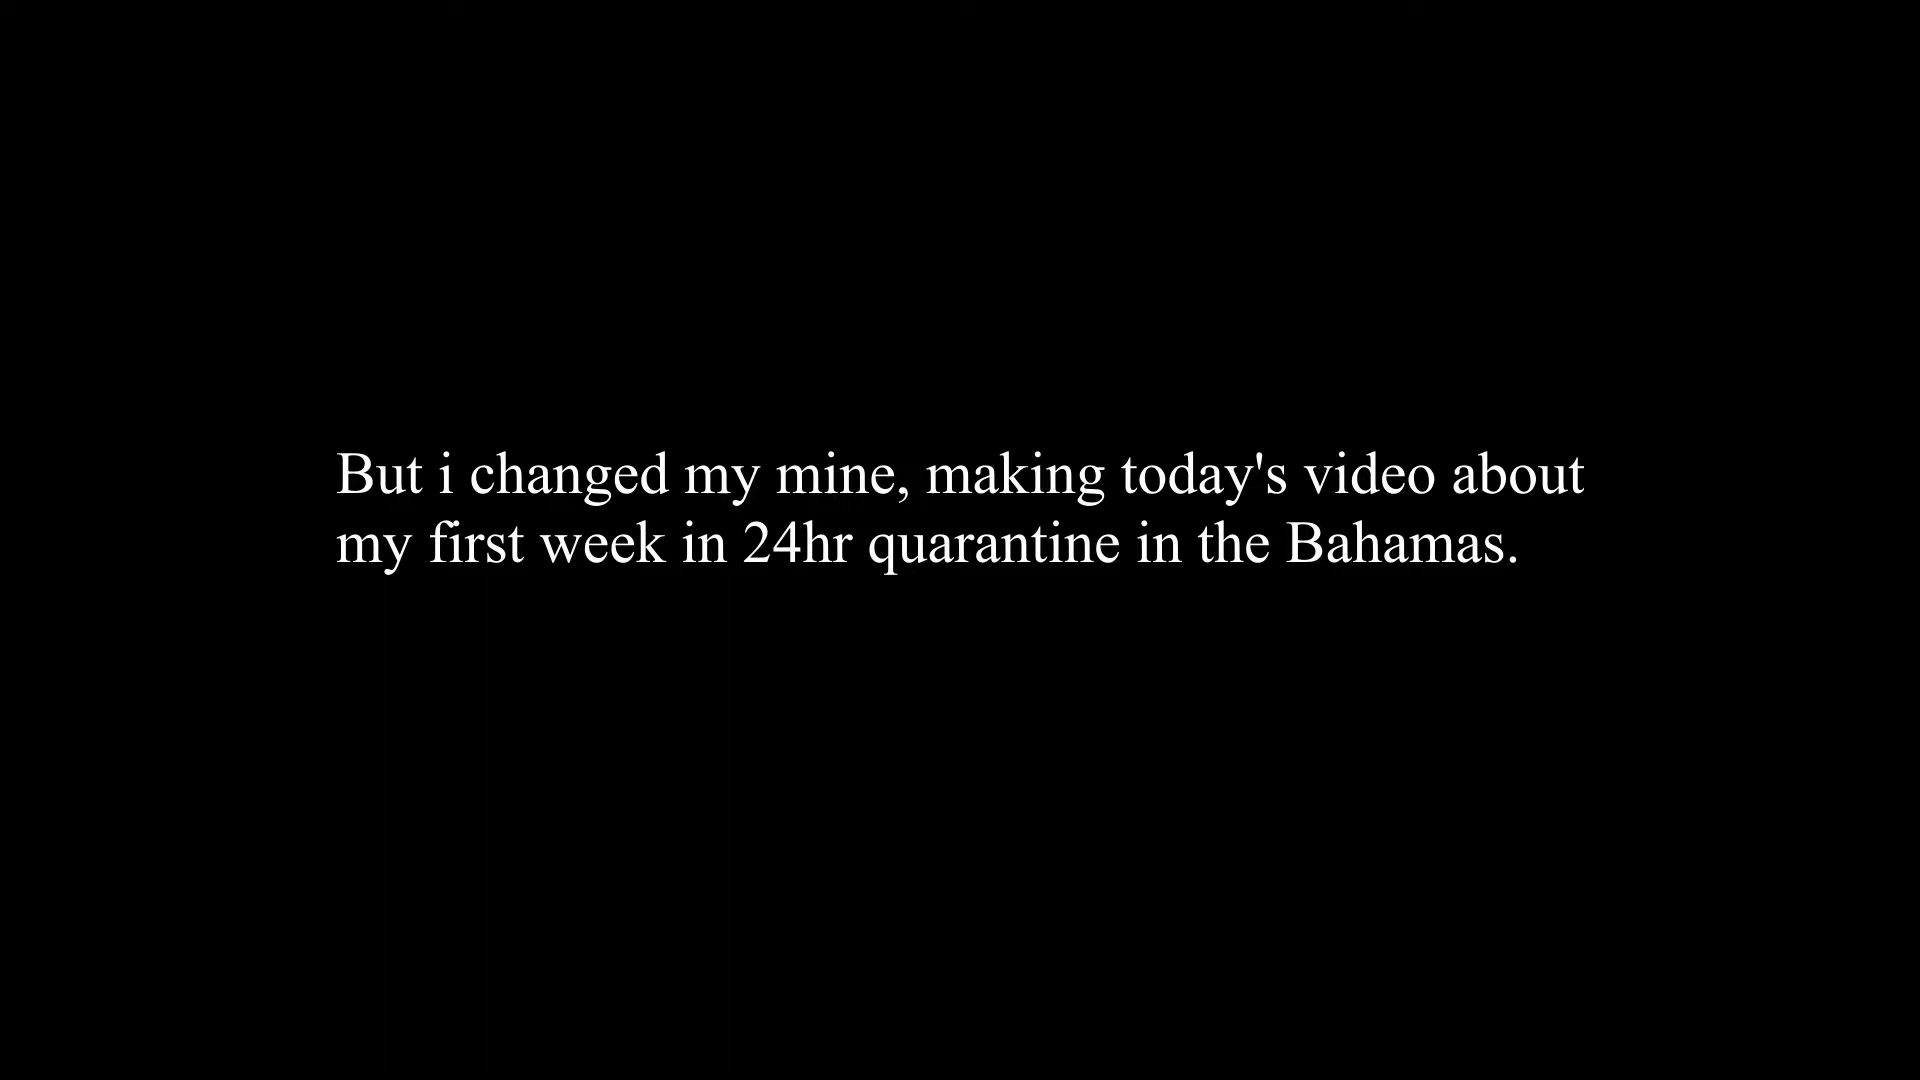 But i changed my mine, making today's video about
my first week in 24hr quarantine in the Bahamas.